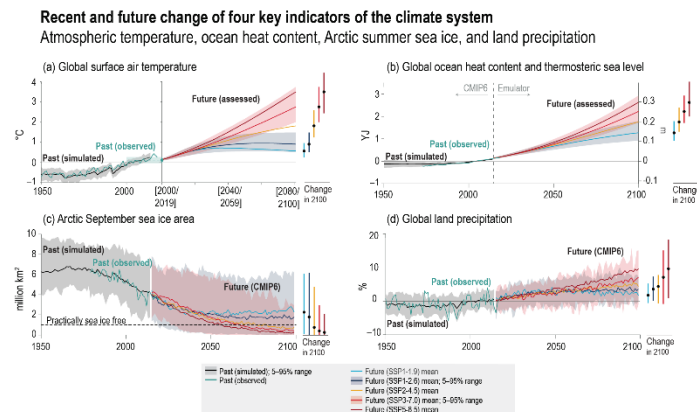 Recent and future change of four key indicators of the climate system
Atmospheric temperature, ocean heat content, Arctic summer sea ice, and land precipitation
(a) Global surface air temperature
4
3
2
1
0
−1
°C
Future (assessed)
Past (observed)
Past (simulated)
1950
2000
[2000/
2019]
[2040/
2059]
[2080/
2100]
Change
in 2100
(b) Global ocean heat content and thermosteric sea level
CMIP6
Emulator
3
2
1
0
−1
YJ
Future (assessed)
Past (observed)
Past (simulated)
0.3
0.2
0.1
0
-0.1
m
1950
2000
2050
2100
Change
in 2100
(c) Arctic September sea ice area
10
8
6
4
2
0
million km²
Past (simulated)
Past (observed)
Future (CMIP6)
Practically sea ice free
1950
2000
2050
2100
Change
in 2100
(d) Global land precipitation
20
10
0
−10
%
Future (CMIP6)
Past (observed)
Past (simulated)
1950
2000
2050
2100
Change
in 2100
Past (simulated); 5–95% range
Past (observed)
Future (SSP1-1.9) mean
Future (SSP1-2.6) mean; 5–95% range
Future (SSP2-4.5) mean
Future (SSP3-7.0) mean; 5–95% range
Future (SSP5-8.5) mean